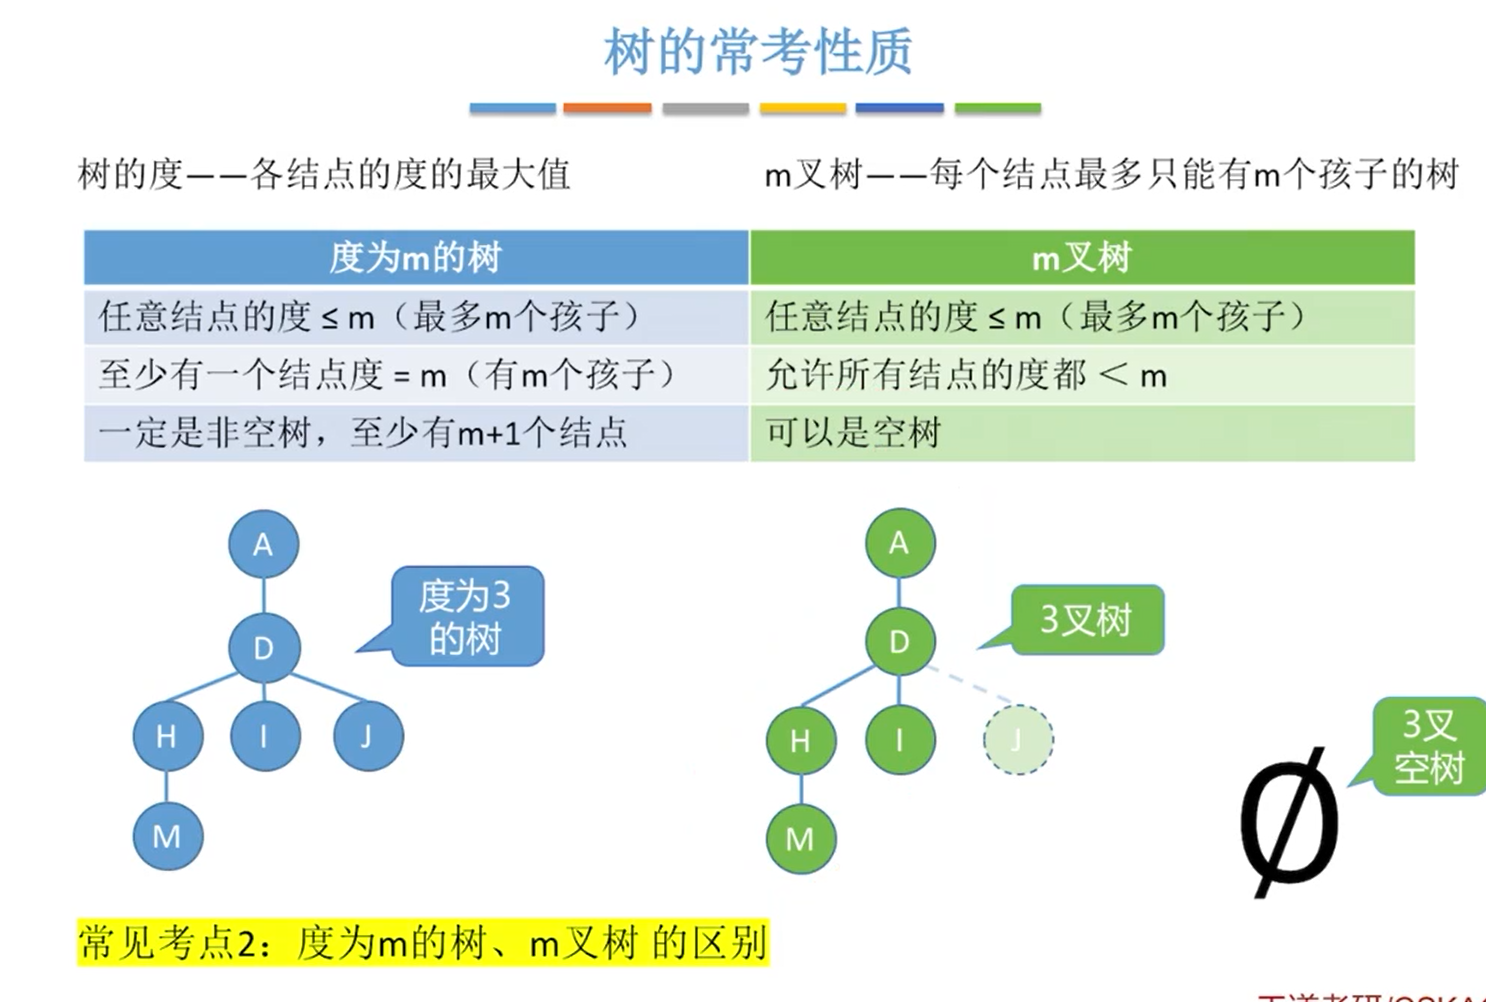 树的常考性质
树的度——各结点的度的最大值
m叉树——每个结点最多只能有m个孩子的树
度为m的树
m叉树
任意结点的度 ≤ m（最多m个孩子）
任意结点的度 ≤ m（最多m个孩子）
至少有一个结点度 = m（有m个孩子）
允许所有结点的度都 ＜ m
一定是非空树，至少有m+1个结点
可以是空树
A
D
H I J
M
度为3
的树
A
D
H I J
M
3叉树
Ø
3叉
空树
常见考点2：度为m的树、m叉树 的区别